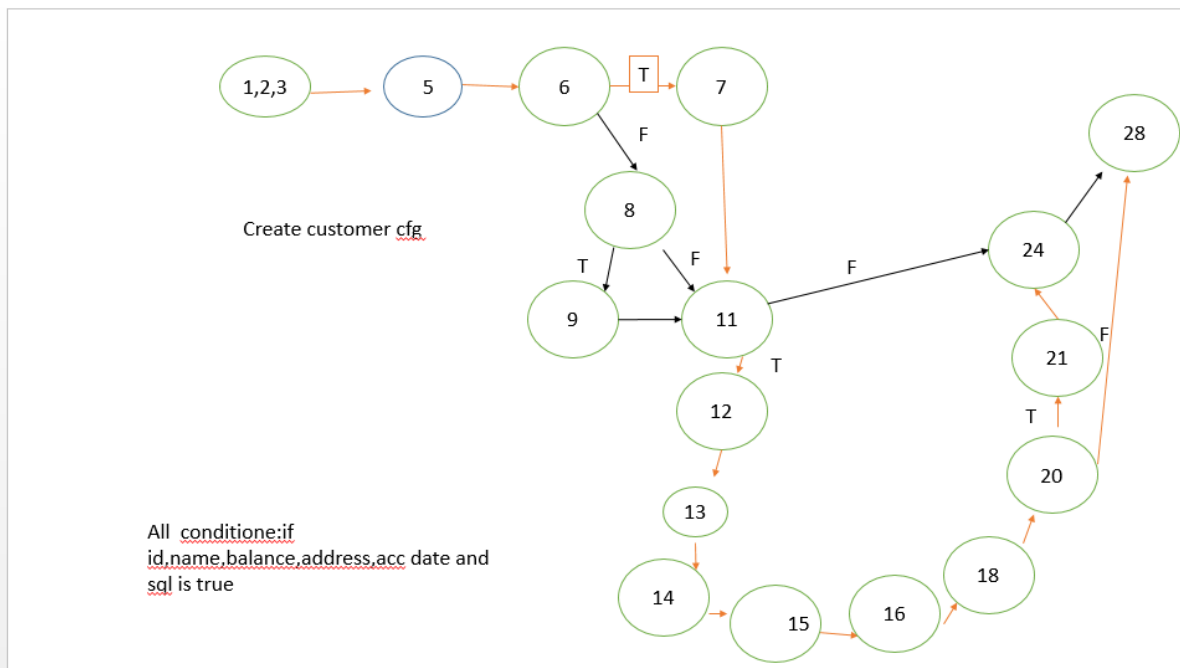 1,2,3
5
6
T
7
28
F
8
Create customer cfg
24
T
F
F
9
11
F
21
T
12
T
20
13
All conditione:if
id,name,balance,address,acc date and
sql is true
18
14
15
16